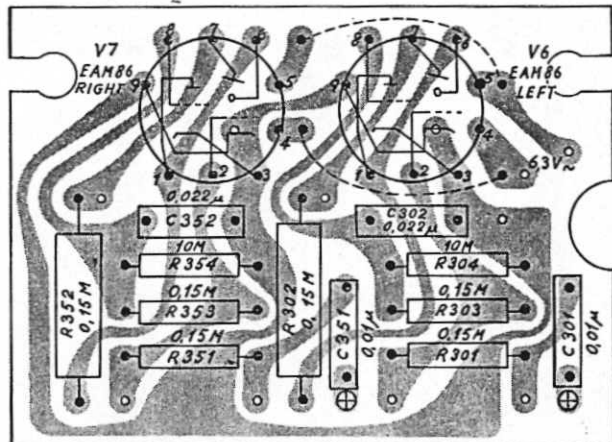 V7
EAM86
RIGHT
8
7
6
9
5
4
1
2
3
V6
EAM86
LEFT
8
7
6
9
5
4
1
2
3
6,3V~
0,022µ
C352
10M
R354
0,15M
R353
0,15M
R351
R352
0,15M
R302
0,15M
C351
0,01µ
C302
0,022µ
10M
R304
0,15M
R303
0,15M
R301
C301
0,01µ